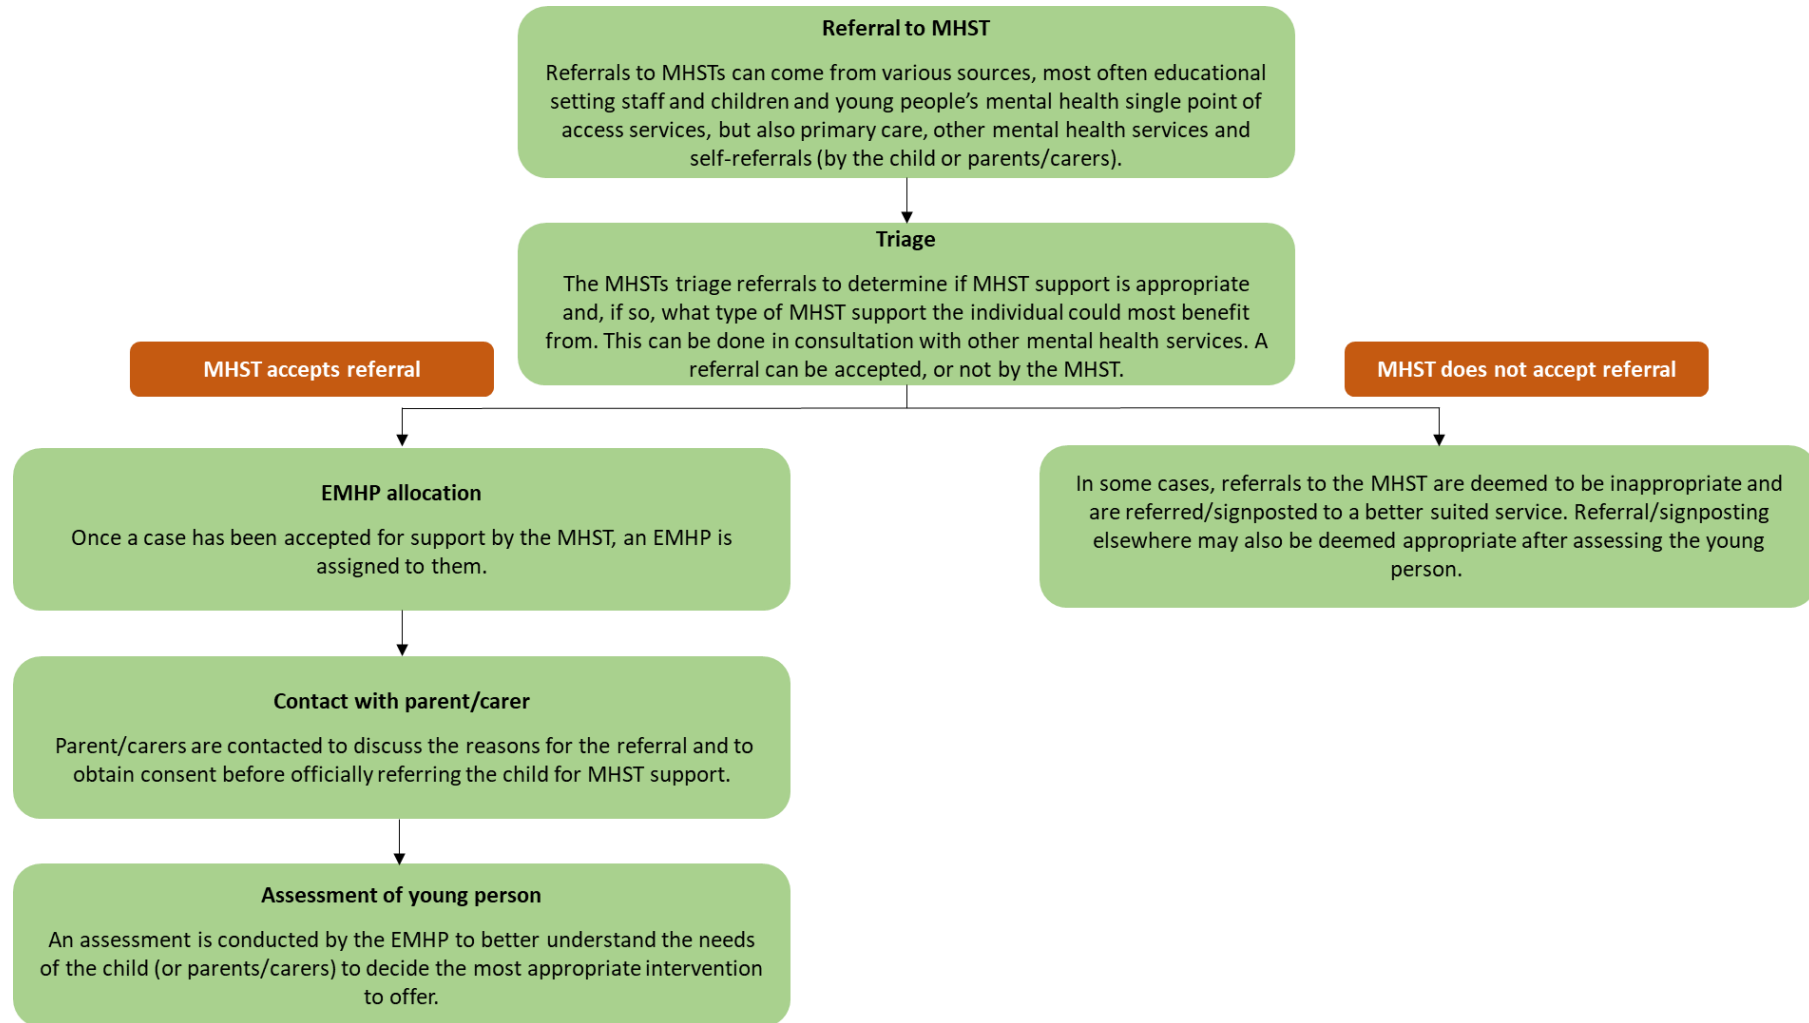 Referral to MHST
Referrals to MHSTs can come from various sources, most often educational
setting staff and children and young people's mental health single point of
access services, but also primary care, other mental health services and
self-referrals (by the child or parents/carers).
Triage
The MHSTs triage referrals to determine if MHST support is appropriate
and, if so, what type of MHST support the individual could most benefit
from. This can be done in consultation with other mental health services. A
referral can be accepted, or not by the MHST.
MHST accepts referral
MHST does not accept referral
EMHP allocation
Once a case has been accepted for support by the MHST, an EMHP is
assigned to them.
In some cases, referrals to the MHST are deemed to be inappropriate and
are referred/signposted to a better suited service. Referral/signposting
elsewhere may also be deemed appropriate after assessing the young
person.
Contact with parent/carer
Parent/carers are contacted to discuss the reasons for the referral and to
obtain consent before officially referring the child for MHST support.
Assessment of young person
An assessment is conducted by the EMHP to better understand the needs
of the child (or parents/carers) to decide the most appropriate intervention
to offer.